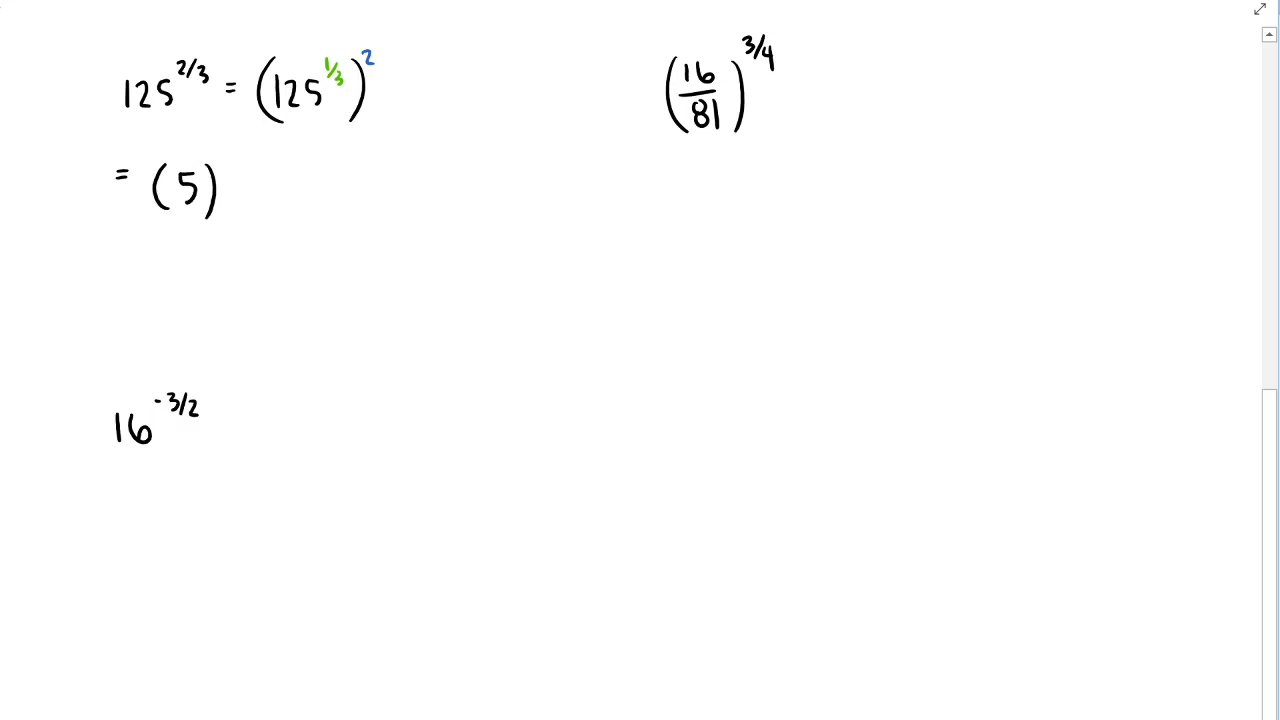 125^{2/3} = (125^{1/3})^2
= (5)
(16/81)^{3/4}
16^{-3/2}